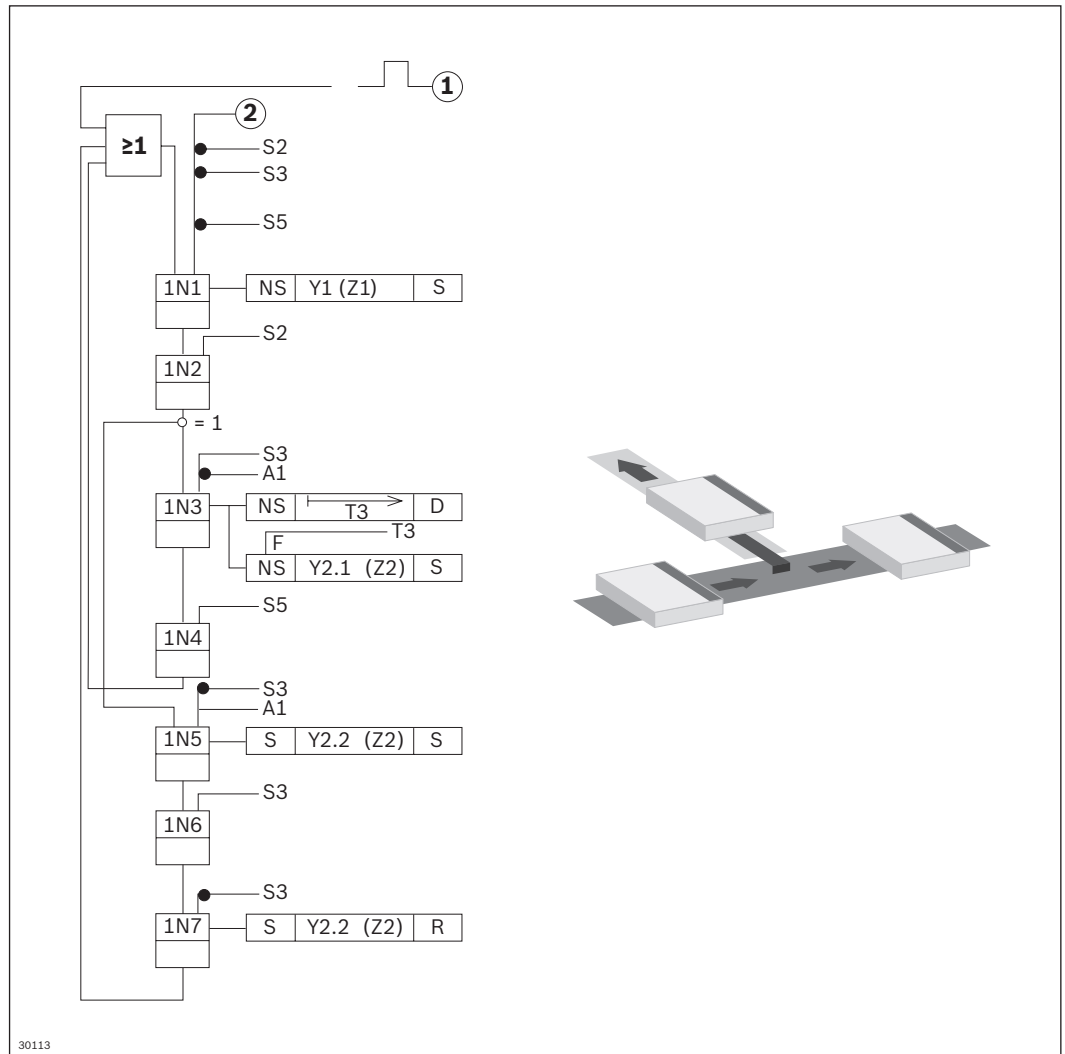 1
2
≥1
S2
S3
S5
1N1 NS Y1 (Z1) S
S2
1N2
= 1
S3
A1
1N3 NS T3 D
T3
F
NS Y2.1 (Z2) S
S5
1N4
S3
A1
1N5 S Y2.2 (Z2) S
S3
1N6
S3
1N7 S Y2.2 (Z2) R
30113